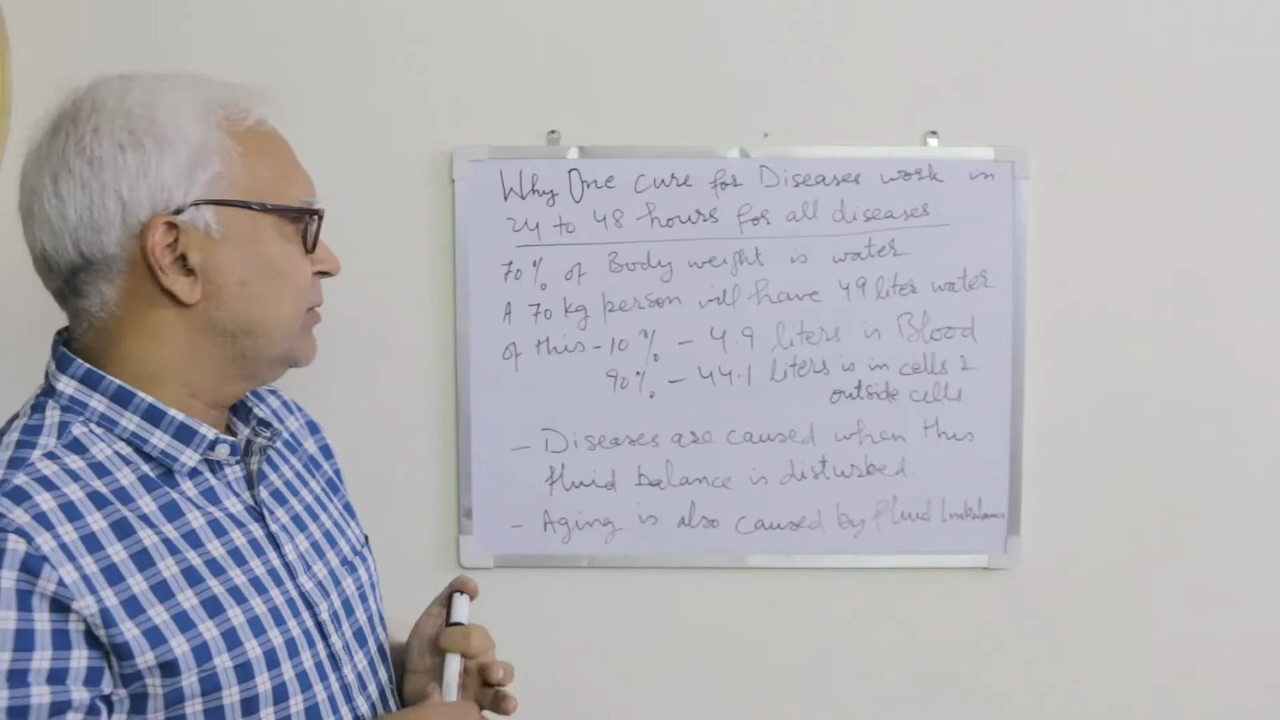 Why One cure for Diseases work in
24 to 48 hours for all diseases
70% of Body weight is water
A 70 kg person will have 49 liter water
of this - 10% - 4.9 liters is Blood
90% - 44.1 liters is in cells &
outside cells.
- Diseases are caused when this
fluid balance is disturbed
- Aging is also caused by fluid Imbalance